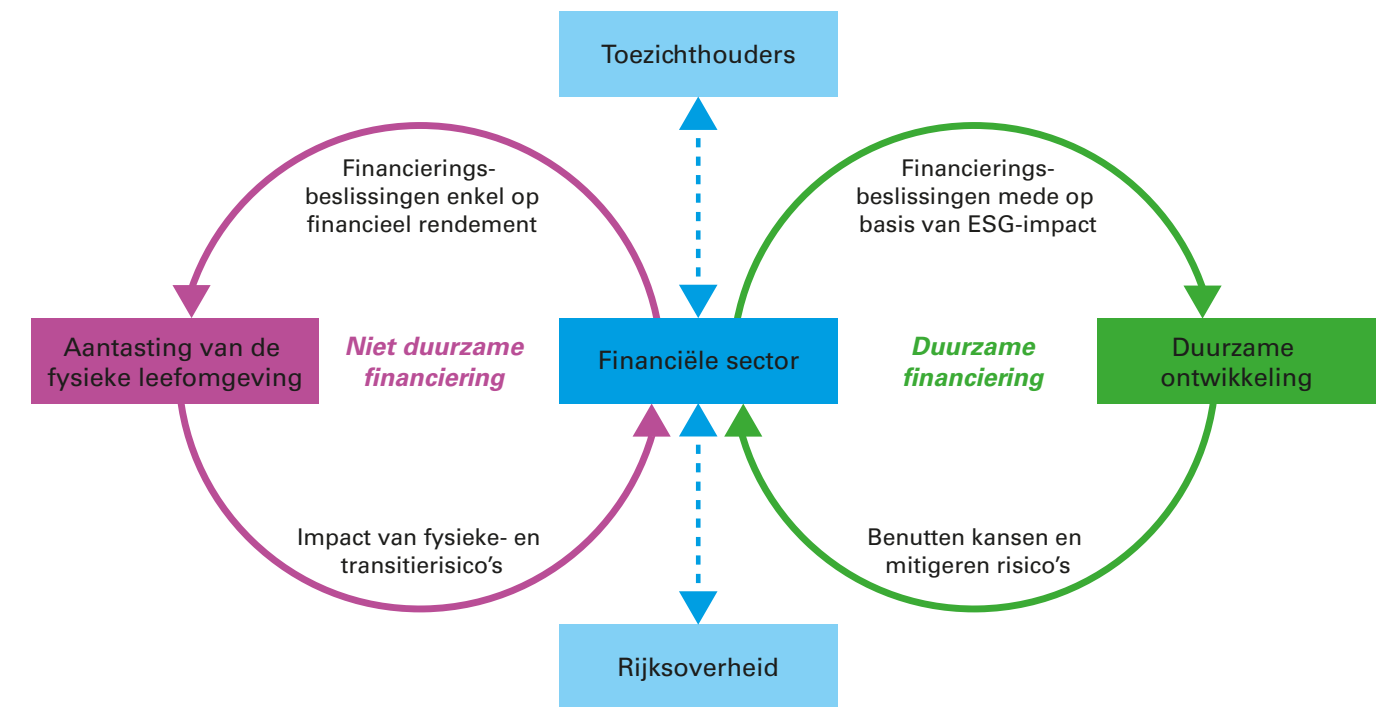 Toezichthouders
Financierings-
beslissingen enkel op
financieel rendement
Financierings-
beslissingen mede op
basis van ESG-impact
Aantasting van de
fysieke leefomgeving
Niet duurzame
financiering
Financiële sector
Duurzame
financiering
Duurzame
ontwikkeling
Impact van fysieke- en
transitierisico’s
Benutten kansen en
mitigeren risico’s
Rijksoverheid